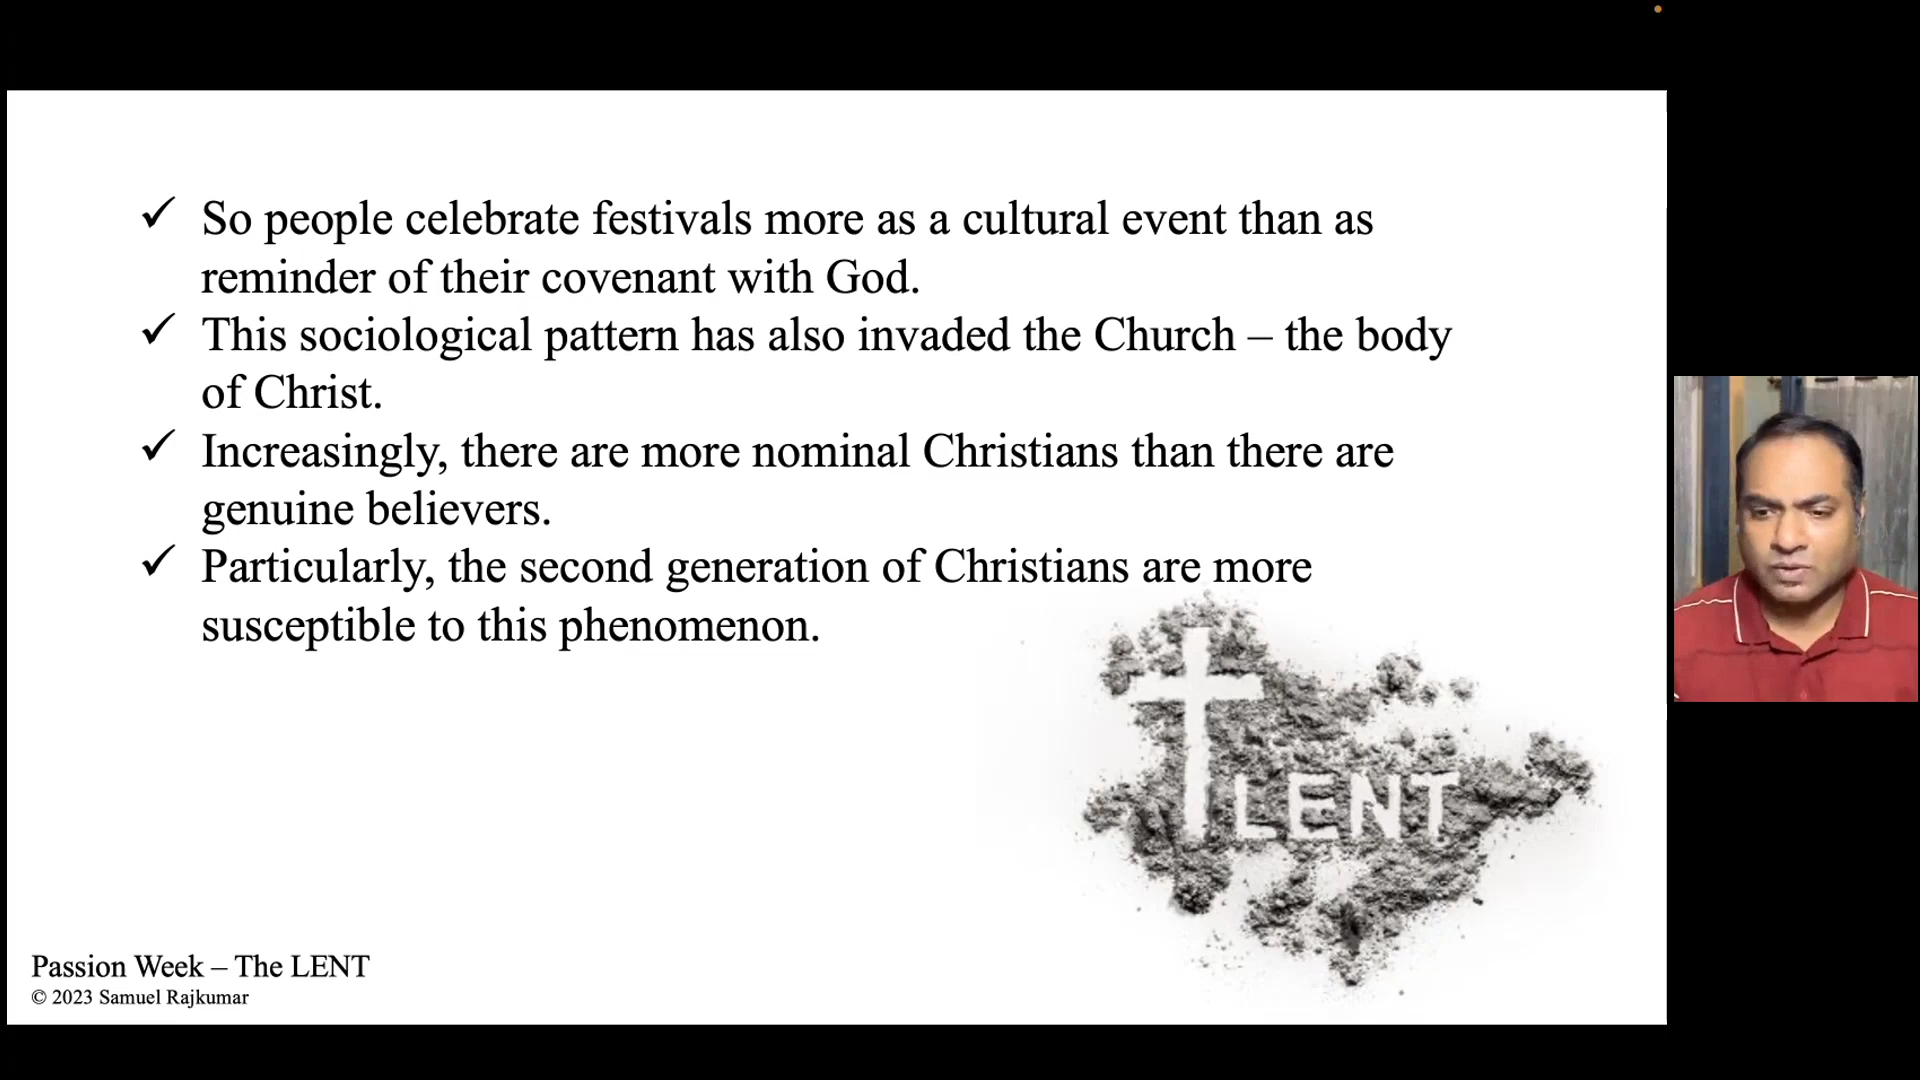 ✓ So people celebrate festivals more as a cultural event than as
reminder of their covenant with God.
✓ This sociological pattern has also invaded the Church – the body
of Christ.
✓ Increasingly, there are more nominal Christians than there are
genuine believers.
✓ Particularly, the second generation of Christians are more
susceptible to this phenomenon.
LENT
Passion Week – The LENT
© 2023 Samuel Rajkumar